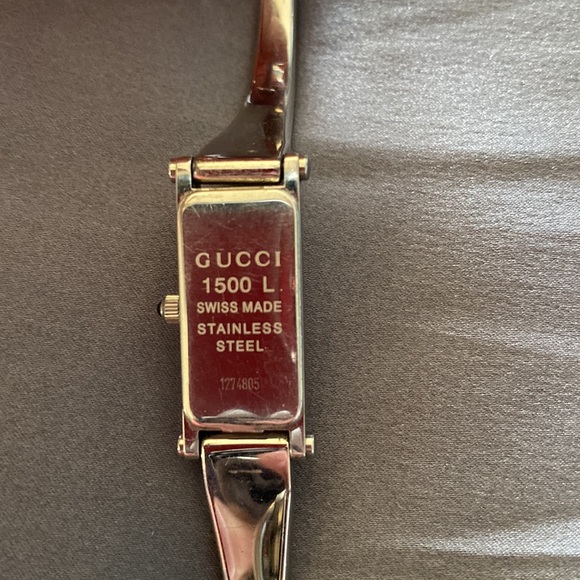 GUCCI
1500 L.
SWISS MADE
STAINLESS
STEEL
1274805